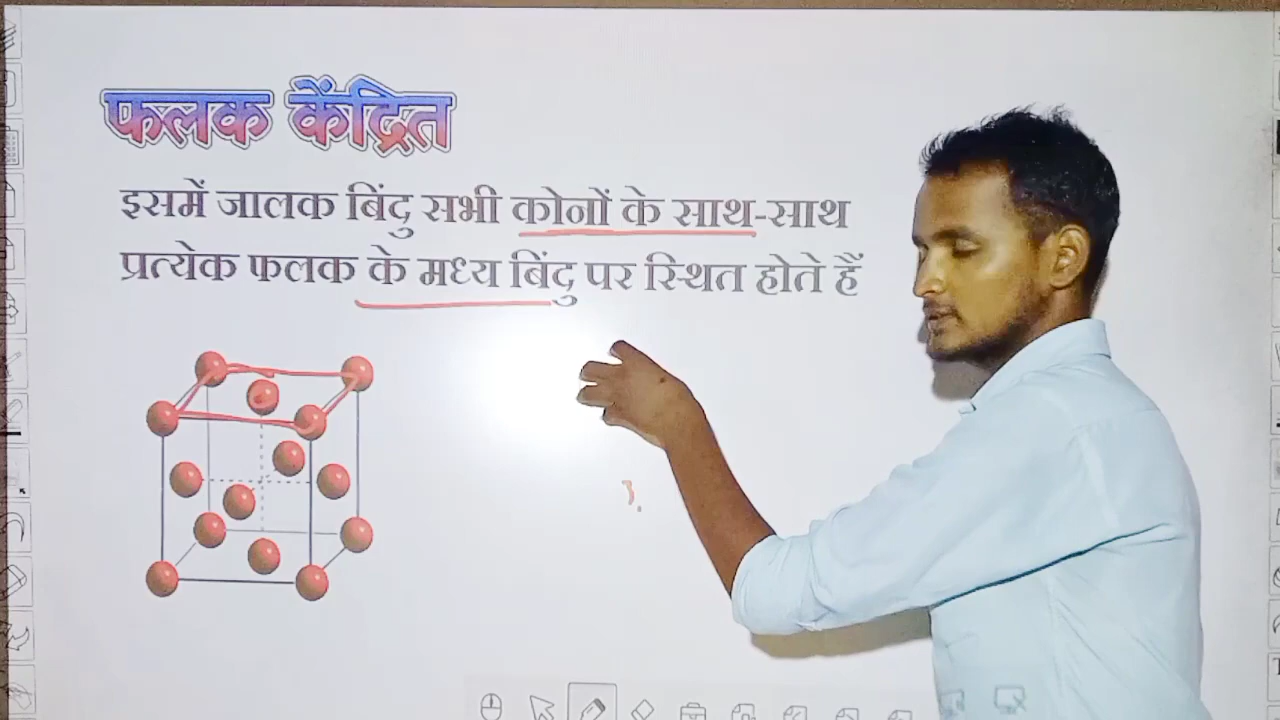 फलक केंद्रित
इसमें जालक बिंदु सभी कोनों के साथ-साथ
प्रत्येक फलक के मध्य बिंदु पर स्थित होते हैं